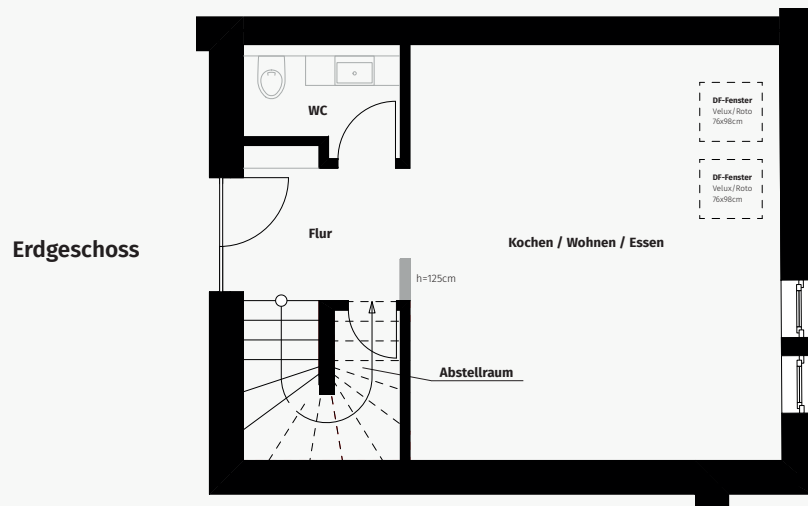 DF-Fenster
Velux/Roto
76x98cm
WC
DF-Fenster
Velux/Roto
76x98cm
Flur
Kochen / Wohnen / Essen
Erdgeschoss
h=125cm
Abstellraum